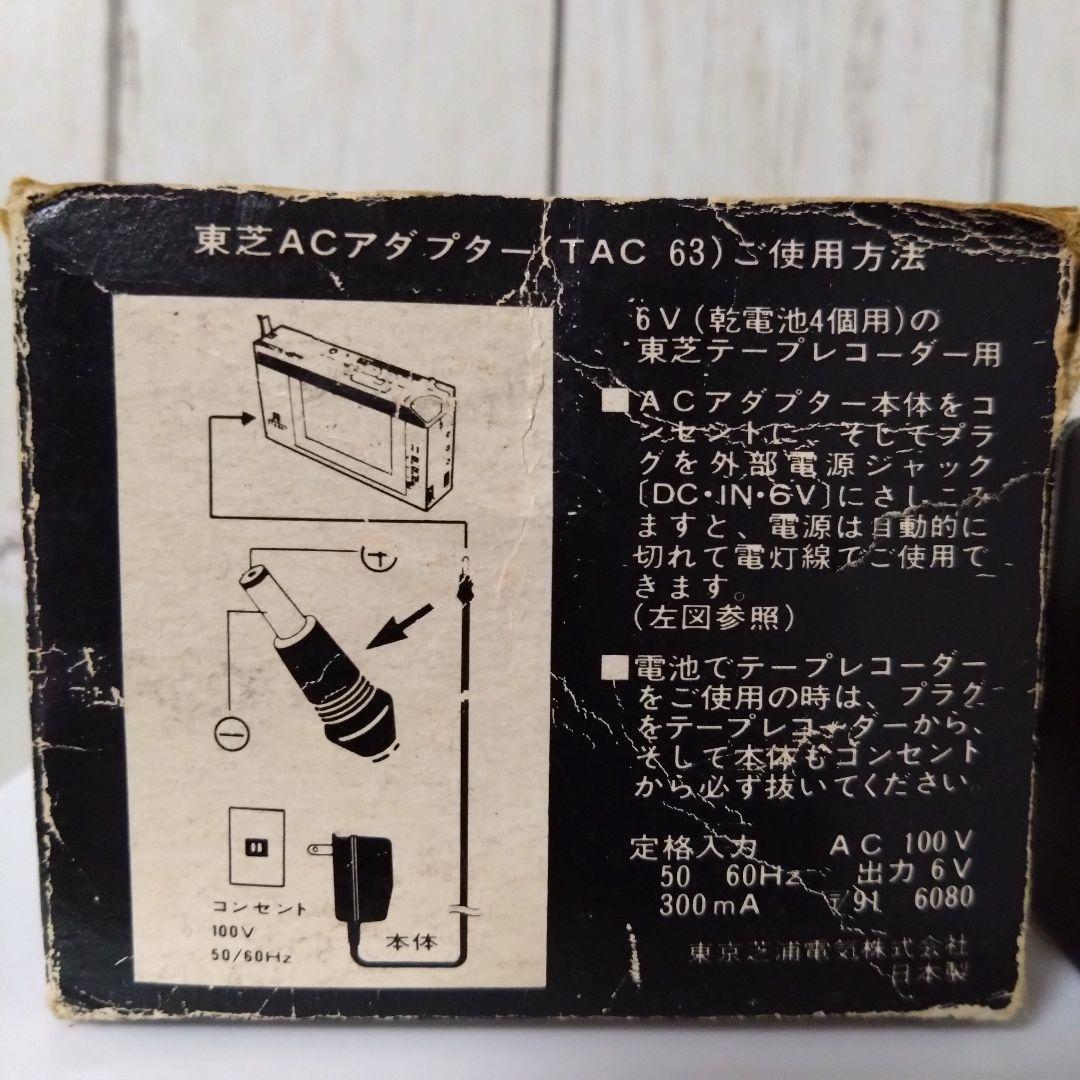 東芝ACアダプター(TAC 63)ご使用方法
6V(乾電池4個用)の
東芝テープレコーダー用
■ACアダプター本体をコ
ンセントに、そしてプラ
グを外部電源ジャック
〔DC・IN・6V〕にさしこみ
ますと、電源は自動的に
切れて電灯線でご使用で
きます。
(左図参照)
■電池でテープレコーダー
をご使用の時は、プラグ
をテープレコーダーから、
そして本体もコンセント
から必ず抜いてください
定格入力 AC 100V
50 60Hz 出力 6V
300mA 〒91 6080
東京芝浦電気株式会社
日本製
+
−
コンセント
100V
50/60Hz
本体